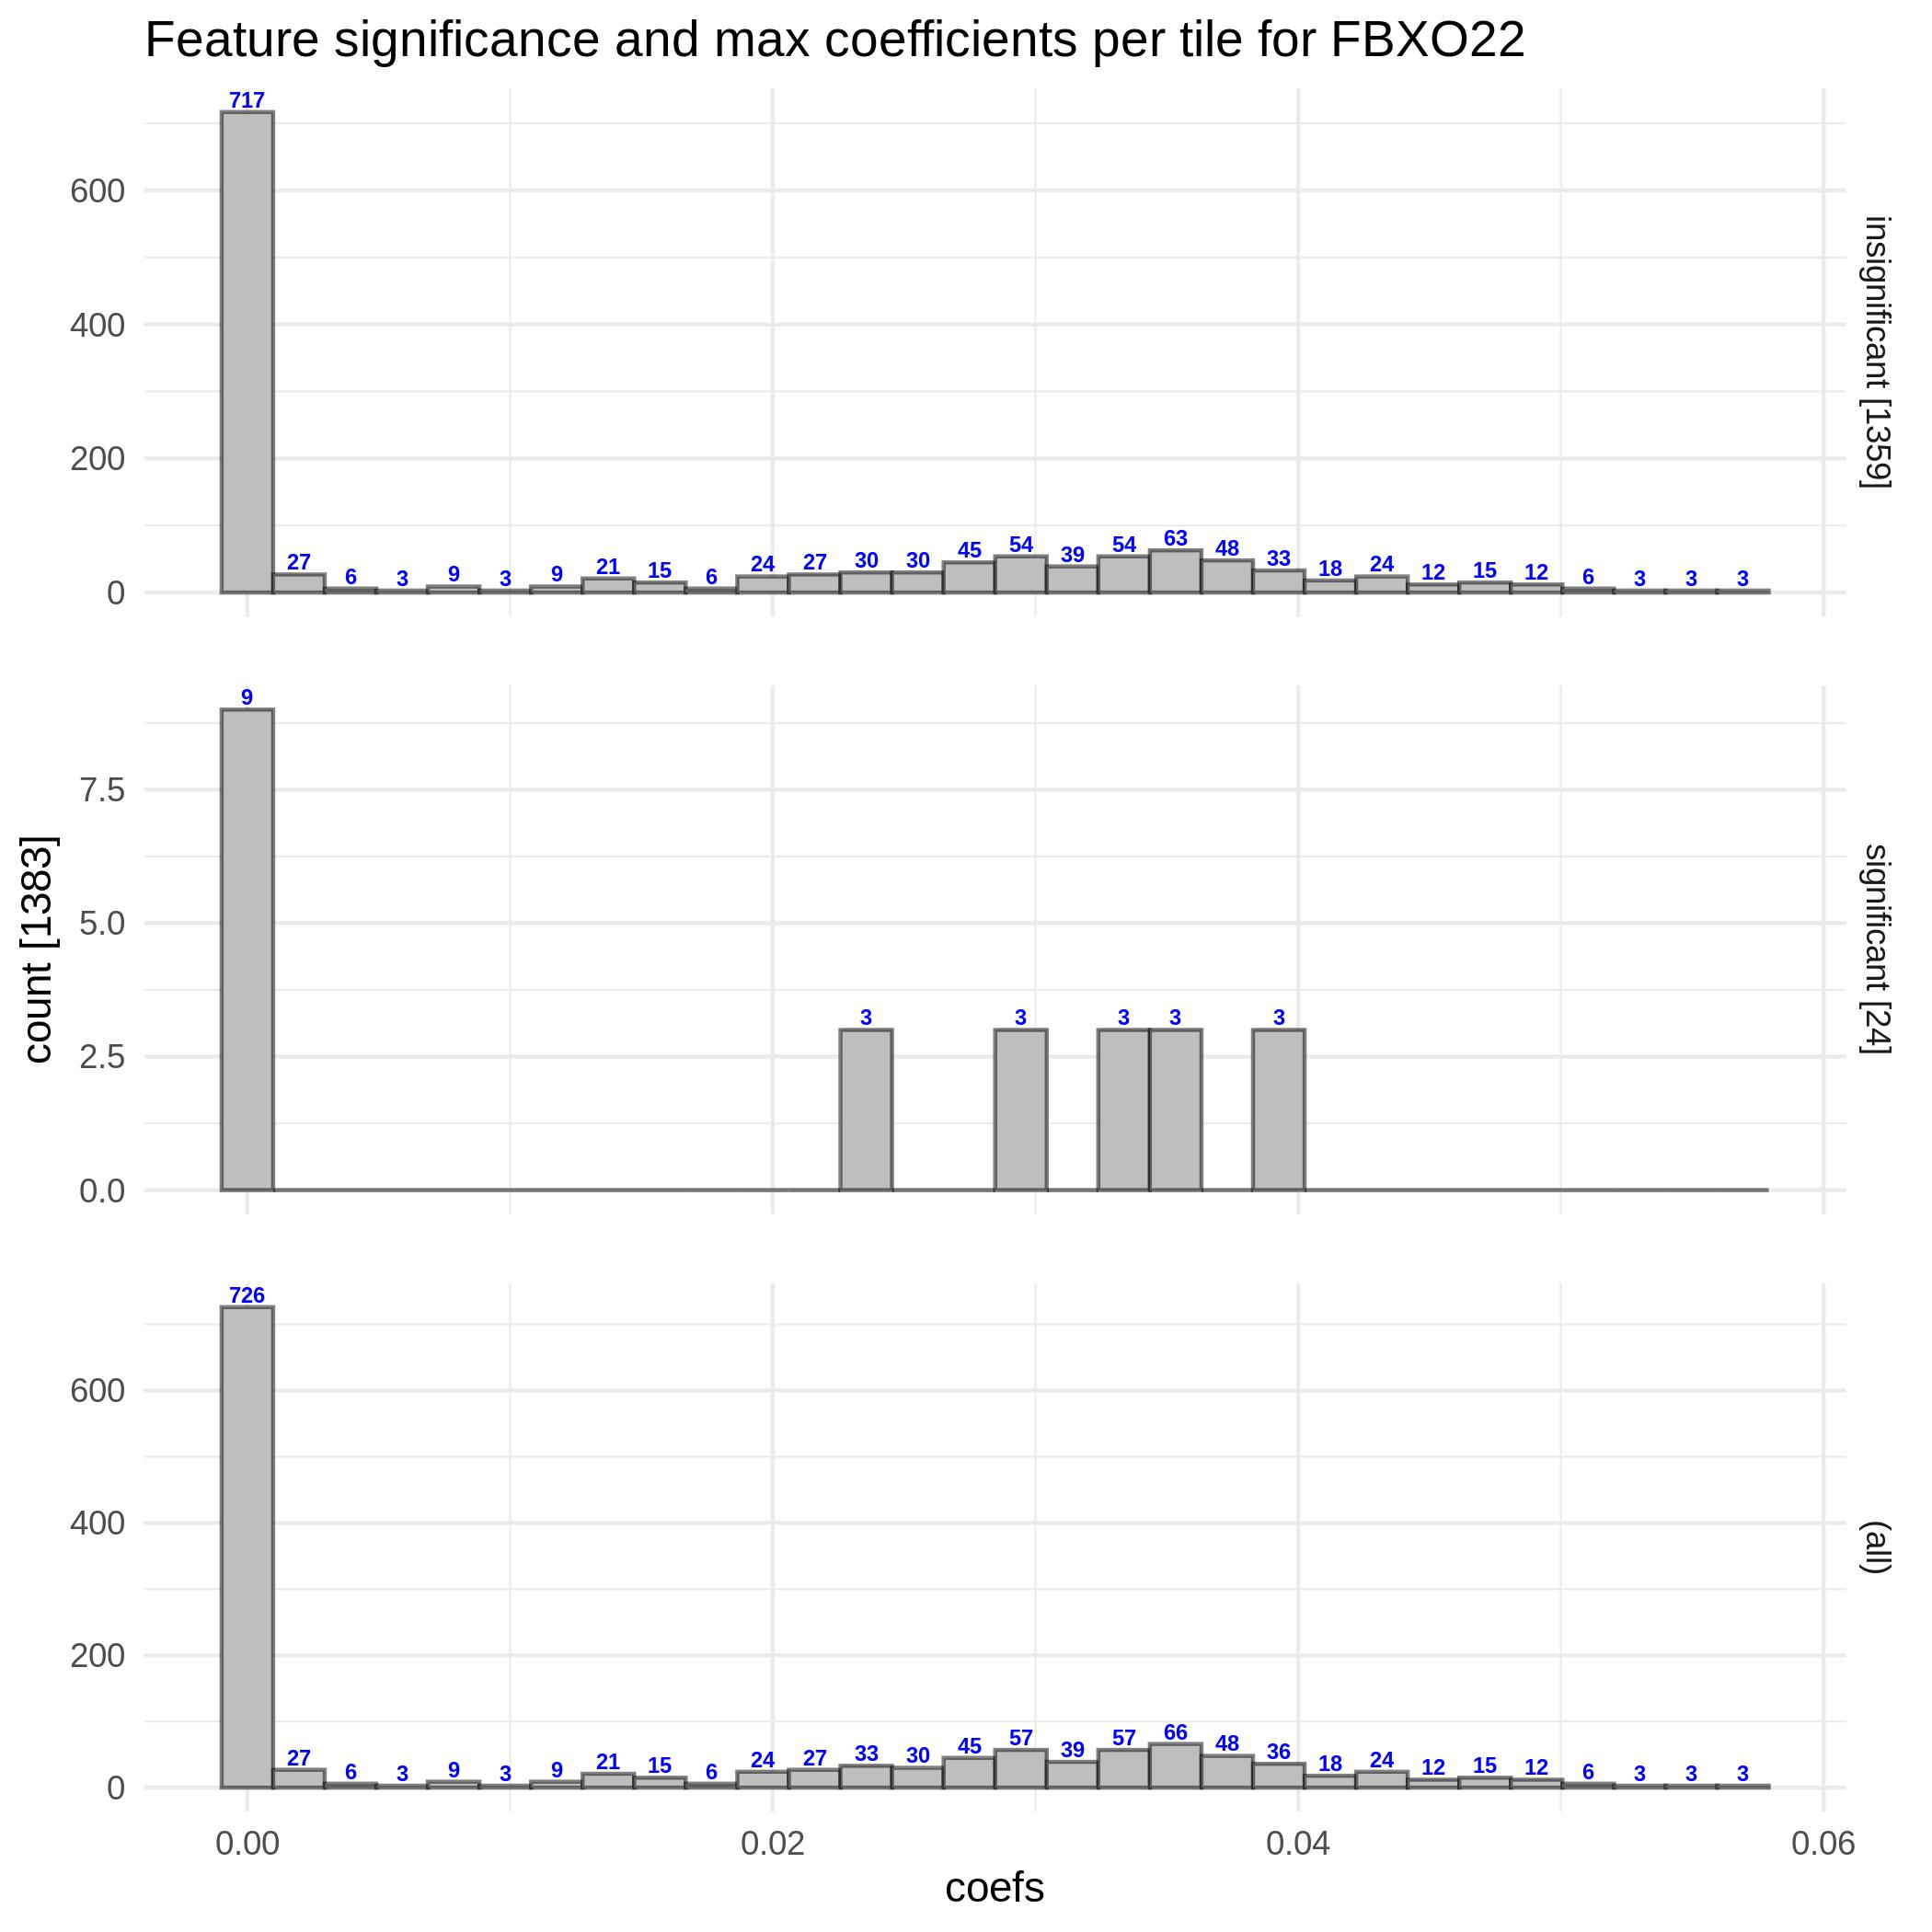 Feature significance and max coefficients per tile for FBXO22
717
600
400
200
0
27 6 3 9 3 9 21 15 6 24 27 30 30 45 54 39 54 63 48 33 18 24 12 15 12 6 3 3 3
insignificant [1359]
9
7.5
5.0
2.5
0.0
3 3 3 3 3
significant [24]
count [1383]
726
600
400
200
0
27 6 3 9 3 9 21 15 6 24 27 33 30 45 57 39 57 66 48 36 18 24 12 15 12 6 3 3 3
(all)
0.00 0.02 0.04 0.06
coefs